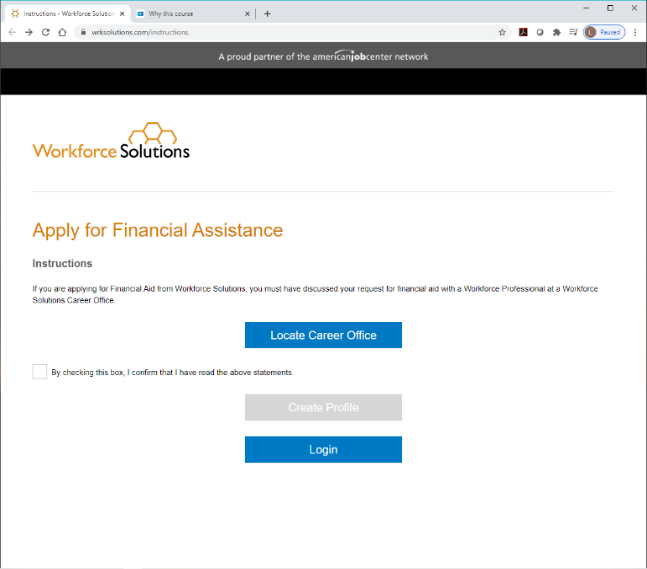 Instructions - Workforce Solution
Why this course
wrksolutions.com/instructions
L
Paused
A proud partner of the americanjobcenter network
Workforce Solutions
Apply for Financial Assistance
Instructions
If you are applying for Financial Aid from Workforce Solutions, you must have discussed your request for financial aid with a Workforce Professional at a Workforce
Solutions Career Office.
Locate Career Office
By checking this box, I confirm that I have read the above statements.
Create Profile
Login